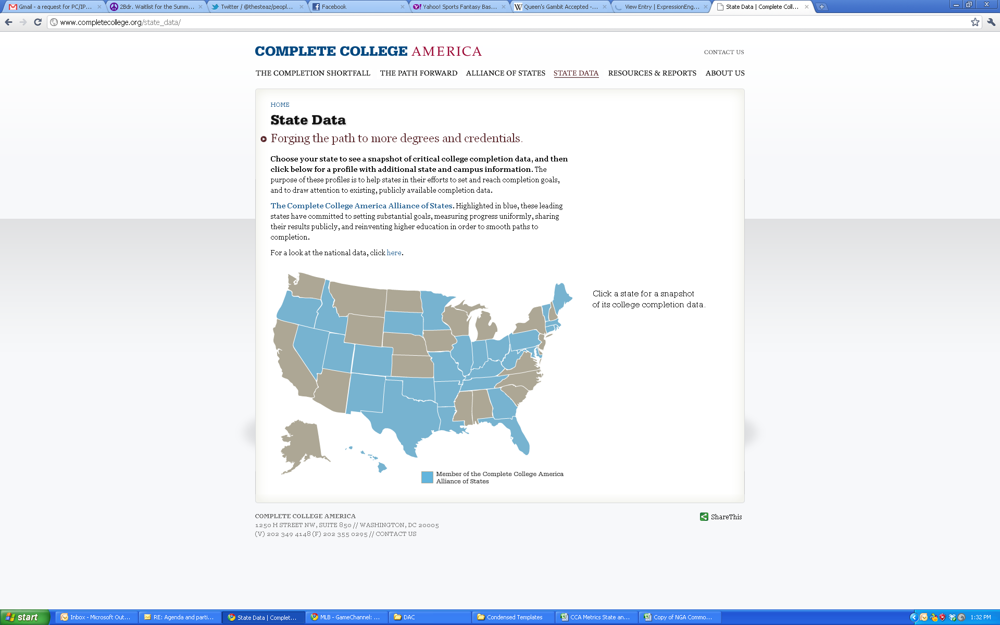 Gmail - a request for PC/IP...
2Bdr. Waitlist for the Summ...
Twitter / @thesteaz/peopl...
Facebook
Yahoo! Sports Fantasy Bas...
Queen's Gambit Accepted -...
View Entry | ExpressionEng...
State Data | Complete Coll...
www.completecollege.org/state_data/
COMPLETE COLLEGE AMERICA
CONTACT US
THE COMPLETION SHORTFALL THE PATH FORWARD ALLIANCE OF STATES STATE DATA RESOURCES & REPORTS ABOUT US
HOME
State Data
Forging the path to more degrees and credentials.
Choose your state to see a snapshot of critical college completion data, and then
click below for a profile with additional state and campus information. The
purpose of these profiles is to help states in their efforts to set and reach completion goals,
and to draw attention to existing, publicly available completion data.
The Complete College America Alliance of States. Highlighted in blue, these leading
states have committed to setting substantial goals, measuring progress uniformly, sharing
their results publicly, and reinventing higher education in order to smooth paths to
completion.
For a look at the national data, click here.
Click a state for a snapshot
of its college completion data.
Member of the Complete College America
Alliance of States
COMPLETE COLLEGE AMERICA
1250 H STREET NW, SUITE 850 // WASHINGTON, DC 20005
(V) 202 349 4148 (F) 202 355 0295 // CONTACT US
ShareThis
start
Inbox - Microsoft Out...
RE: Agenda and parti...
State Data | Complet...
MLB - GameChannel: ...
DAC
Condensed Templates
CCA Metrics State an...
Copy of NGA Commo...
1:32 PM